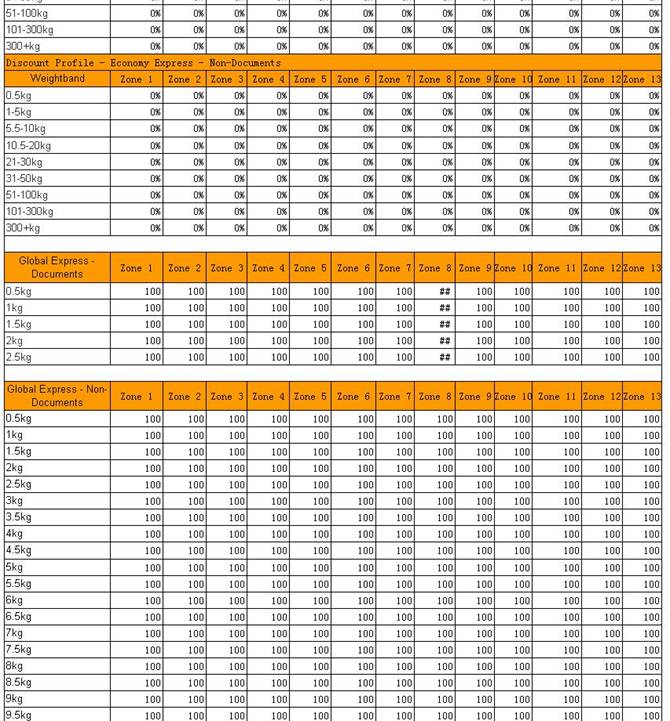 51-100kg 0% 0% 0% 0% 0% 0% 0% 0% 0% 0% 0% 0% 0%
101-300kg 0% 0% 0% 0% 0% 0% 0% 0% 0% 0% 0% 0% 0%
300+kg 0% 0% 0% 0% 0% 0% 0% 0% 0% 0% 0% 0% 0%
Discount Profile - Economy Express - Non-Documents
Weightband Zone 1 Zone 2 Zone 3 Zone 4 Zone 5 Zone 6 Zone 7 Zone 8 Zone 9 Zone 10 Zone 11 Zone 12 Zone 13
0.5kg 0% 0% 0% 0% 0% 0% 0% 0% 0% 0% 0% 0% 0%
1-5kg 0% 0% 0% 0% 0% 0% 0% 0% 0% 0% 0% 0% 0%
5.5-10kg 0% 0% 0% 0% 0% 0% 0% 0% 0% 0% 0% 0% 0%
10.5-20kg 0% 0% 0% 0% 0% 0% 0% 0% 0% 0% 0% 0% 0%
21-30kg 0% 0% 0% 0% 0% 0% 0% 0% 0% 0% 0% 0% 0%
31-50kg 0% 0% 0% 0% 0% 0% 0% 0% 0% 0% 0% 0% 0%
51-100kg 0% 0% 0% 0% 0% 0% 0% 0% 0% 0% 0% 0% 0%
101-300kg 0% 0% 0% 0% 0% 0% 0% 0% 0% 0% 0% 0% 0%
300+kg 0% 0% 0% 0% 0% 0% 0% 0% 0% 0% 0% 0% 0%
Global Express -
Documents Zone 1 Zone 2 Zone 3 Zone 4 Zone 5 Zone 6 Zone 7 Zone 8 Zone 9 Zone 10 Zone 11 Zone 12 Zone 13
0.5kg 100 100 100 100 100 100 100 ## 100 100 100 100 100
1kg 100 100 100 100 100 100 100 ## 100 100 100 100 100
1.5kg 100 100 100 100 100 100 100 ## 100 100 100 100 100
2kg 100 100 100 100 100 100 100 ## 100 100 100 100 100
2.5kg 100 100 100 100 100 100 100 ## 100 100 100 100 100
Global Express - Non-
Documents Zone 1 Zone 2 Zone 3 Zone 4 Zone 5 Zone 6 Zone 7 Zone 8 Zone 9 Zone 10 Zone 11 Zone 12 Zone 13
0.5kg 100 100 100 100 100 100 100 100 100 100 100 100 100
1kg 100 100 100 100 100 100 100 100 100 100 100 100 100
1.5kg 100 100 100 100 100 100 100 100 100 100 100 100 100
2kg 100 100 100 100 100 100 100 100 100 100 100 100 100
2.5kg 100 100 100 100 100 100 100 100 100 100 100 100 100
3kg 100 100 100 100 100 100 100 100 100 100 100 100 100
3.5kg 100 100 100 100 100 100 100 100 100 100 100 100 100
4kg 100 100 100 100 100 100 100 100 100 100 100 100 100
4.5kg 100 100 100 100 100 100 100 100 100 100 100 100 100
5kg 100 100 100 100 100 100 100 100 100 100 100 100 100
5.5kg 100 100 100 100 100 100 100 100 100 100 100 100 100
6kg 100 100 100 100 100 100 100 100 100 100 100 100 100
6.5kg 100 100 100 100 100 100 100 100 100 100 100 100 100
7kg 100 100 100 100 100 100 100 100 100 100 100 100 100
7.5kg 100 100 100 100 100 100 100 100 100 100 100 100 100
8kg 100 100 100 100 100 100 100 100 100 100 100 100 100
8.5kg 100 100 100 100 100 100 100 100 100 100 100 100 100
9kg 100 100 100 100 100 100 100 100 100 100 100 100 100
9.5kg 100 100 100 100 100 100 100 100 100 100 100 100 100